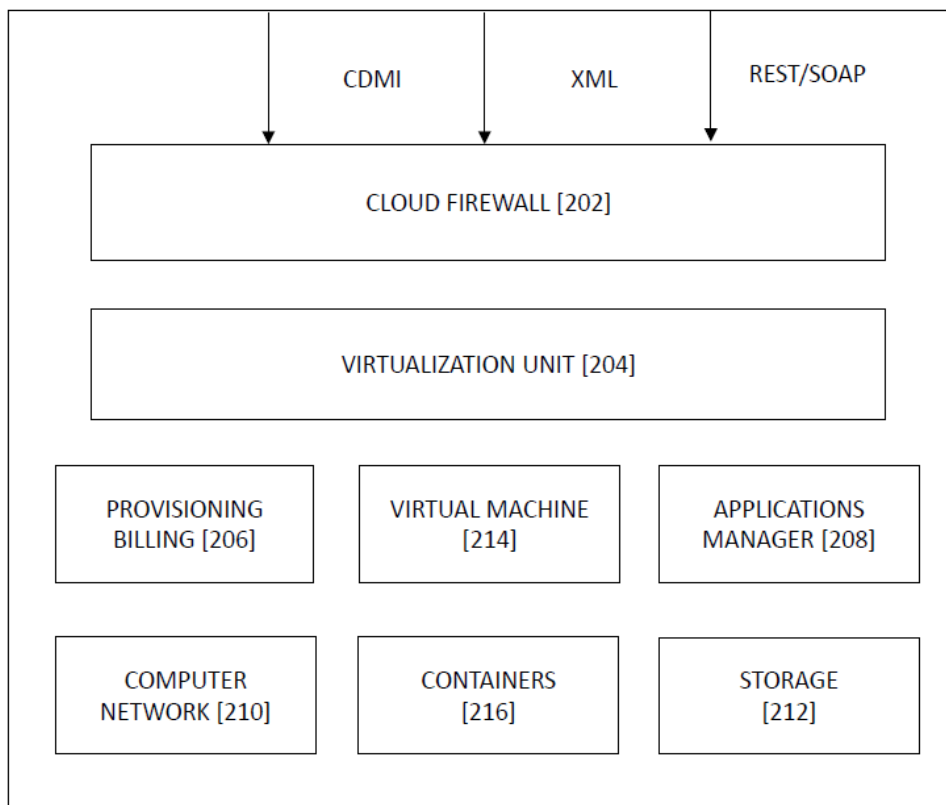 CDMI
XML
REST/SOAP
CLOUD FIREWALL [202]
VIRTUALIZATION UNIT [204]
PROVISIONING
BILLING [206]
VIRTUAL MACHINE
[214]
APPLICATIONS
MANAGER [208]
COMPUTER
NETWORK [210]
CONTAINERS
[216]
STORAGE
[212]